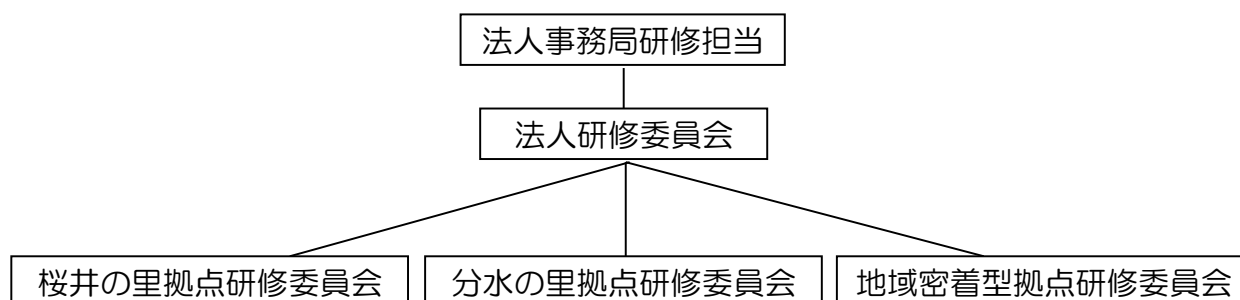 法人事務局研修担当
法人研修委員会
桜井の里拠点研修委員会
分水の里拠点研修委員会
地域密着型拠点研修委員会